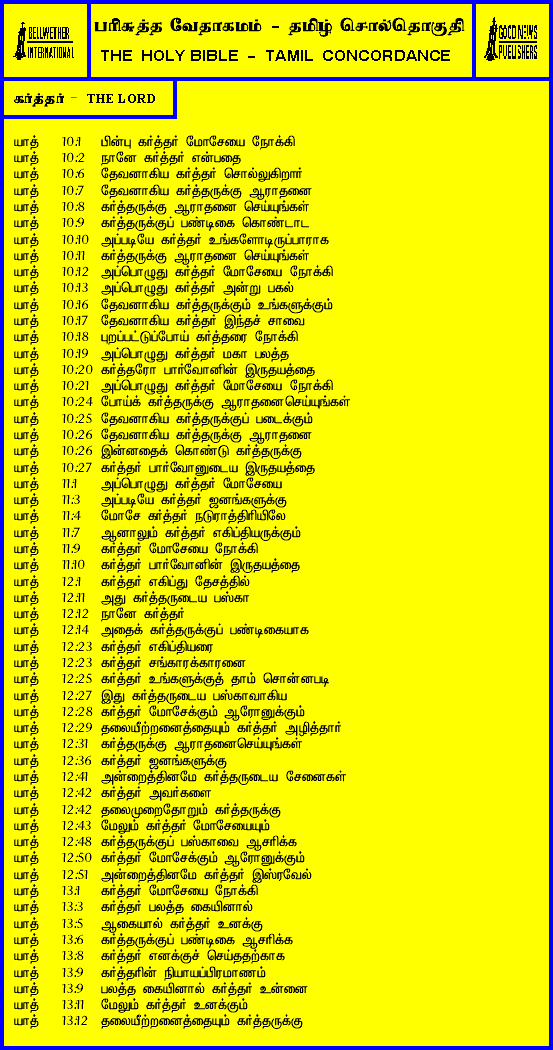 BELLWETHER
INTERNATIONAL
பரிசுத்த வேதாகமம் - தமிழ் சொல்தொகுதி
THE HOLY BIBLE - TAMIL CONCORDANCE
GOOD NEWS
PUBLISHERS
கர்த்தர் - THE LORD
யாத் 10:1 பின்பு கர்த்தர் மோசேயை நோக்கி
யாத் 10:2 நானே கர்த்தர் என்பதை
யாத் 10:6 தேவனாகிய கர்த்தர் சொல்லுகிறார்
யாத் 10:7 தேவனாகிய கர்த்தருக்கு ஆராதனை
யாத் 10:8 கர்த்தருக்கு ஆராதனை செய்யுங்கள்
யாத் 10:9 கர்த்தருக்குப் பண்டிகை கொண்டாட
யாத் 10:10 அப்படியே கர்த்தர் உங்களோடிருப்பாராக
யாத் 10:11 கர்த்தருக்கு ஆராதனை செய்யுங்கள்
யாத் 10:12 அப்பொழுது கர்த்தர் மோசேயை நோக்கி
யாத் 10:13 அப்பொழுது கர்த்தர் அன்று பகல்
யாத் 10:16 தேவனாகிய கர்த்தருக்கும் உங்களுக்கும்
யாத் 10:17 தேவனாகிய கர்த்தர் இந்தச் சாவை
யாத் 10:18 புறப்பட்டுப்போய் கர்த்தரை நோக்கி
யாத் 10:19 அப்பொழுது கர்த்தர் மகா பலத்த
யாத் 10:20 கர்த்தரோ பார்வோனின் இருதயத்தை
யாத் 10:21 அப்பொழுது கர்த்தர் மோசேயை நோக்கி
யாத் 10:24 போய்க் கர்த்தருக்கு ஆராதனைசெய்யுங்கள்
யாத் 10:25 தேவனாகிய கர்த்தருக்குப் படைக்கும்
யாத் 10:26 தேவனாகிய கர்த்தருக்கு ஆராதனை
யாத் 10:26 இன்னதைக் கொண்டு கர்த்தருக்கு
யாத் 10:27 கர்த்தர் பார்வோனுடைய இருதயத்தை
யாத் 11:1 அப்பொழுது கர்த்தர் மோசேயை
யாத் 11:3 அப்படியே கர்த்தர் ஜனங்களுக்கு
யாத் 11:4 மோசே கர்த்தர் நடுராத்திரியிலே
யாத் 11:7 ஆனாலும் கர்த்தர் எகிப்தியருக்கும்
யாத் 11:9 கர்த்தர் மோசேயை நோக்கி
யாத் 11:10 கர்த்தர் பார்வோனின் இருதயத்தை
யாத் 12:1 கர்த்தர் எகிப்து தேசத்தில்
யாத் 12:11 அது கர்த்தருடைய பஸ்கா
யாத் 12:12 நானே கர்த்தர்
யாத் 12:14 அதைக் கர்த்தருக்குப் பண்டிகையாக
யாத் 12:23 கர்த்தர் எகிப்தியரை
யாத் 12:23 கர்த்தர் சங்காரக்காரனை
யாத் 12:25 கர்த்தர் உங்களுக்குத் தாம் சொன்னபடி
யாத் 12:27 இது கர்த்தருடைய பஸ்காவாகிய
யாத் 12:28 கர்த்தர் மோசேக்கும் ஆரோனுக்கும்
யாத் 12:29 தலையீற்றனைத்தையும் கர்த்தர் அழித்தார்
யாத் 12:31 கர்த்தருக்கு ஆராதனைசெய்யுங்கள்
யாத் 12:36 கர்த்தர் ஜனங்களுக்கு
யாத் 12:41 அன்றைத்தினமே கர்த்தருடைய சேனைகள்
யாத் 12:42 கர்த்தர் அவர்களை
யாத் 12:42 தலைமுறைதோறும் கர்த்தருக்கு
யாத் 12:43 மேலும் கர்த்தர் மோசேயையும்
யாத் 12:48 கர்த்தருக்குப் பஸ்காவை ஆசரிக்க
யாத் 12:50 கர்த்தர் மோசேக்கும் ஆரோனுக்கும்
யாத் 12:51 அன்றைத்தினமே கர்த்தர் இஸ்ரவேல்
யாத் 13:1 கர்த்தர் மோசேயை நோக்கி
யாத் 13:3 கர்த்தர் பலத்த கையினால்
யாத் 13:5 ஆகையால் கர்த்தர் உனக்கு
யாத் 13:6 கர்த்தருக்குப் பண்டிகை ஆசரிக்க
யாத் 13:8 கர்த்தர் எனக்குச் செய்ததற்காக
யாத் 13:9 கர்த்தரின் நியாயப்பிரமாணம்
யாத் 13:9 பலத்த கையினால் கர்த்தர் உன்னை
யாத் 13:11 மேலும் கர்த்தர் உனக்கும்
யாத் 13:12 தலையீற்றனைத்தையும் கர்த்தருக்கு